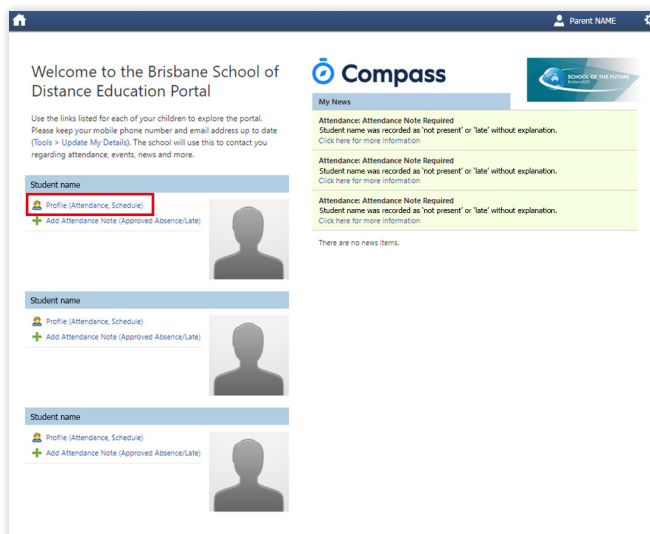 Parent NAME
Welcome to the Brisbane School of
Distance Education Portal
Use the links listed for each of your children to explore the portal.
Please keep your mobile phone number and email address up to date
(Tools > Update My Details). The school will use this to contact you
regarding attendance, events, news and more.
Student name
Profile (Attendance, Schedule)
Add Attendance Note (Approved Absence/Late)
Student name
Profile (Attendance, Schedule)
Add Attendance Note (Approved Absence/Late)
Student name
Profile (Attendance, Schedule)
Add Attendance Note (Approved Absence/Late)
Compass
SCHOOL OF THE FUTURE
My News
Attendance: Attendance Note Required
Student name was recorded as 'not present' or 'late' without explanation.
Click here for more information
Attendance: Attendance Note Required
Student name was recorded as 'not present' or 'late' without explanation.
Click here for more information
Attendance: Attendance Note Required
Student name was recorded as 'not present' or 'late' without explanation.
Click here for more information
There are no news items.